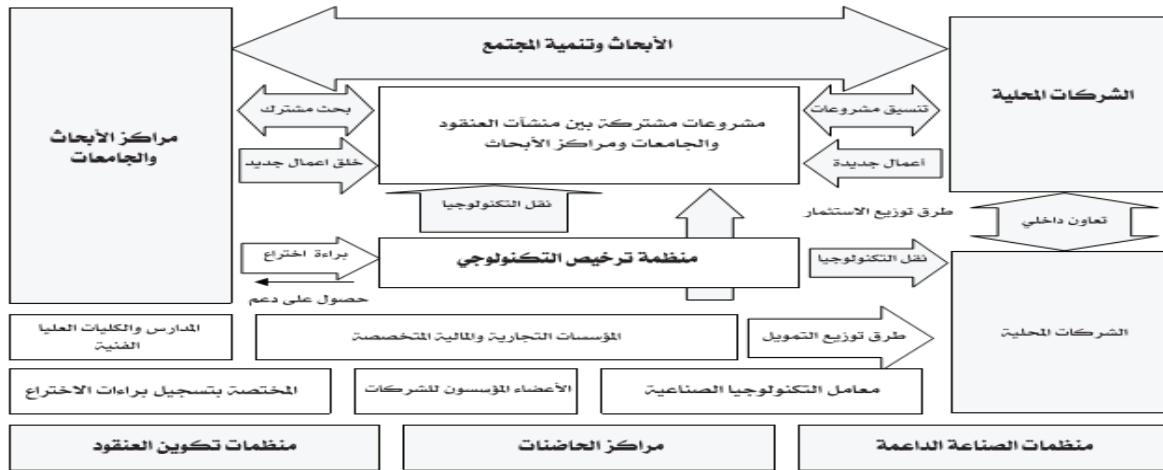 الأبحاث وتنمية المجتمع
الشركات المحلية
تنسيق مشروعات
مشروعات مشتركة بين منشآت العنقود
والجامعات ومراكز الأبحاث
بحث مشترك
مراكز الأبحاث
والجامعات
أعمال جديدة
خلق اعمال جديد
نقل التكنولوجيا
طرق توزيع الاستثمار
تعاون داخلي
نقل التكنولوجيا
منظمة ترخيص التكنولوجي
براءة اختراع
حصول على دعم
الشركات المحلية
طرق توزيع التمويل
المؤسسات التجارية والمالية المتخصصة
المدارس والكليات العليا
الفنية
معامل التكنولوجيا الصناعية
الأعضاء المؤسسون للشركات
المختصة بتسجيل براءات الاختراع
منظمات الصناعة الداعمة
مراكز الحاضنات
منظمات تكوين العنقود